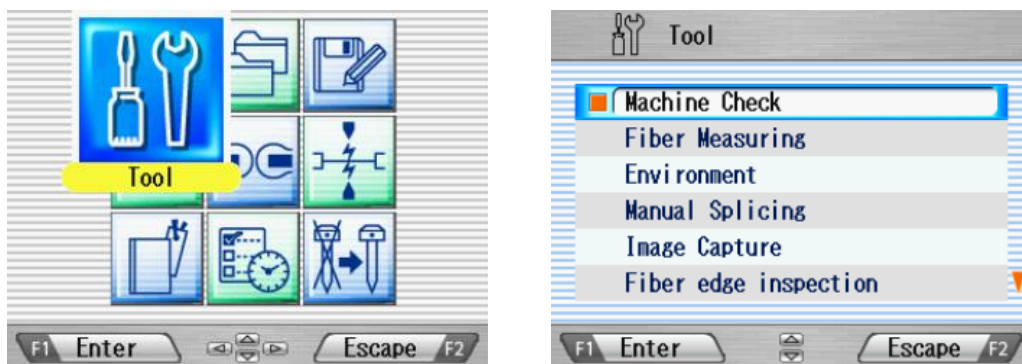 Tool
F1 Enter
Escape F2
Tool
Machine Check
Fiber Measuring
Environment
Manual Splicing
Image Capture
Fiber edge inspection
F1 Enter
Escape F2